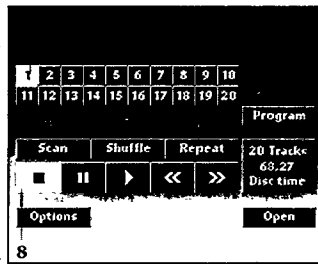 1 2 3 4 5 6 7 8 9 10
11 12 13 14 15 16 17 18 19 20
Program
Scan Shuffle Repeat
20 Tracks
68.27
Disc time
Options
Open
8